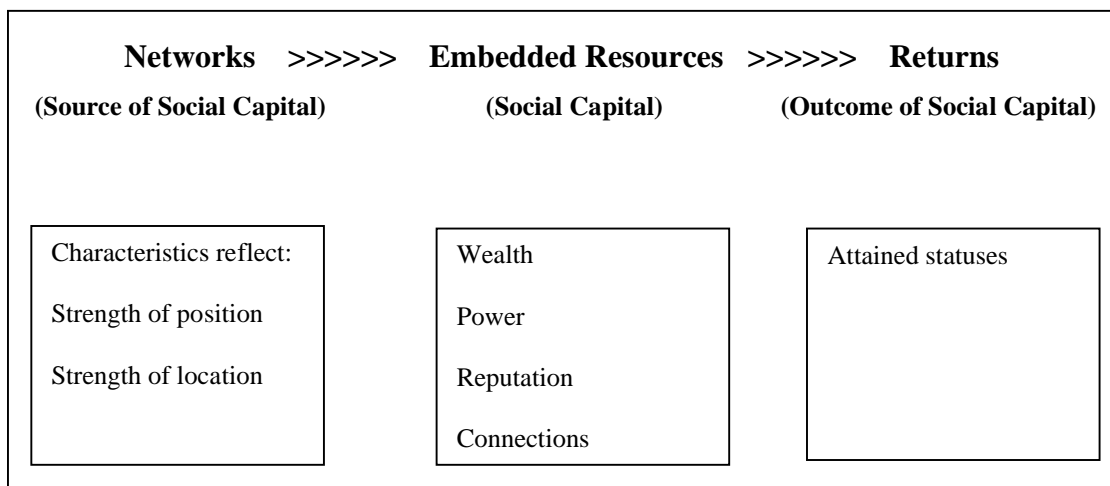 Networks >>>>>> Embedded Resources >>>>>> Returns
(Source of Social Capital) (Social Capital) (Outcome of Social Capital)
Characteristics reflect:
Strength of position
Strength of location
Wealth
Power
Reputation
Connections
Attained statuses